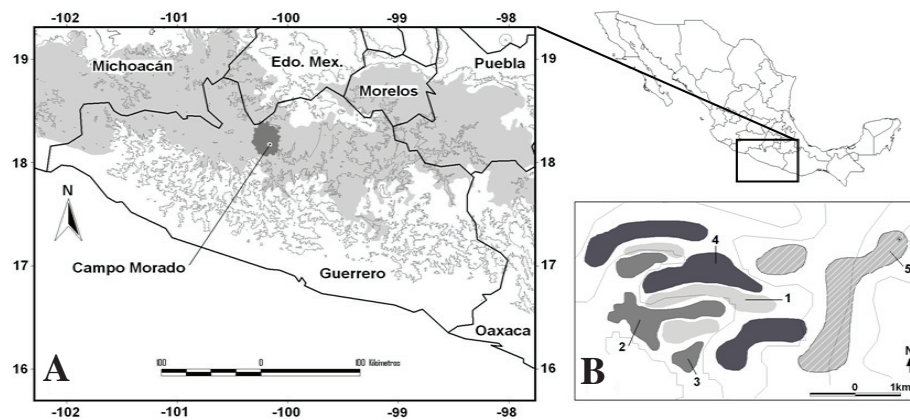 -102 -101 -100 -99 -98
19 19
Michoacán
Edo. Mex.
Puebla
Morelos
18 18
N
17 17
Campo Morado
Guerrero
Oaxaca
16 16
A
100 0 100 Kilometros
-102 -101 -100 -99 -98
4
5
1
2
3
B
N
0 1km